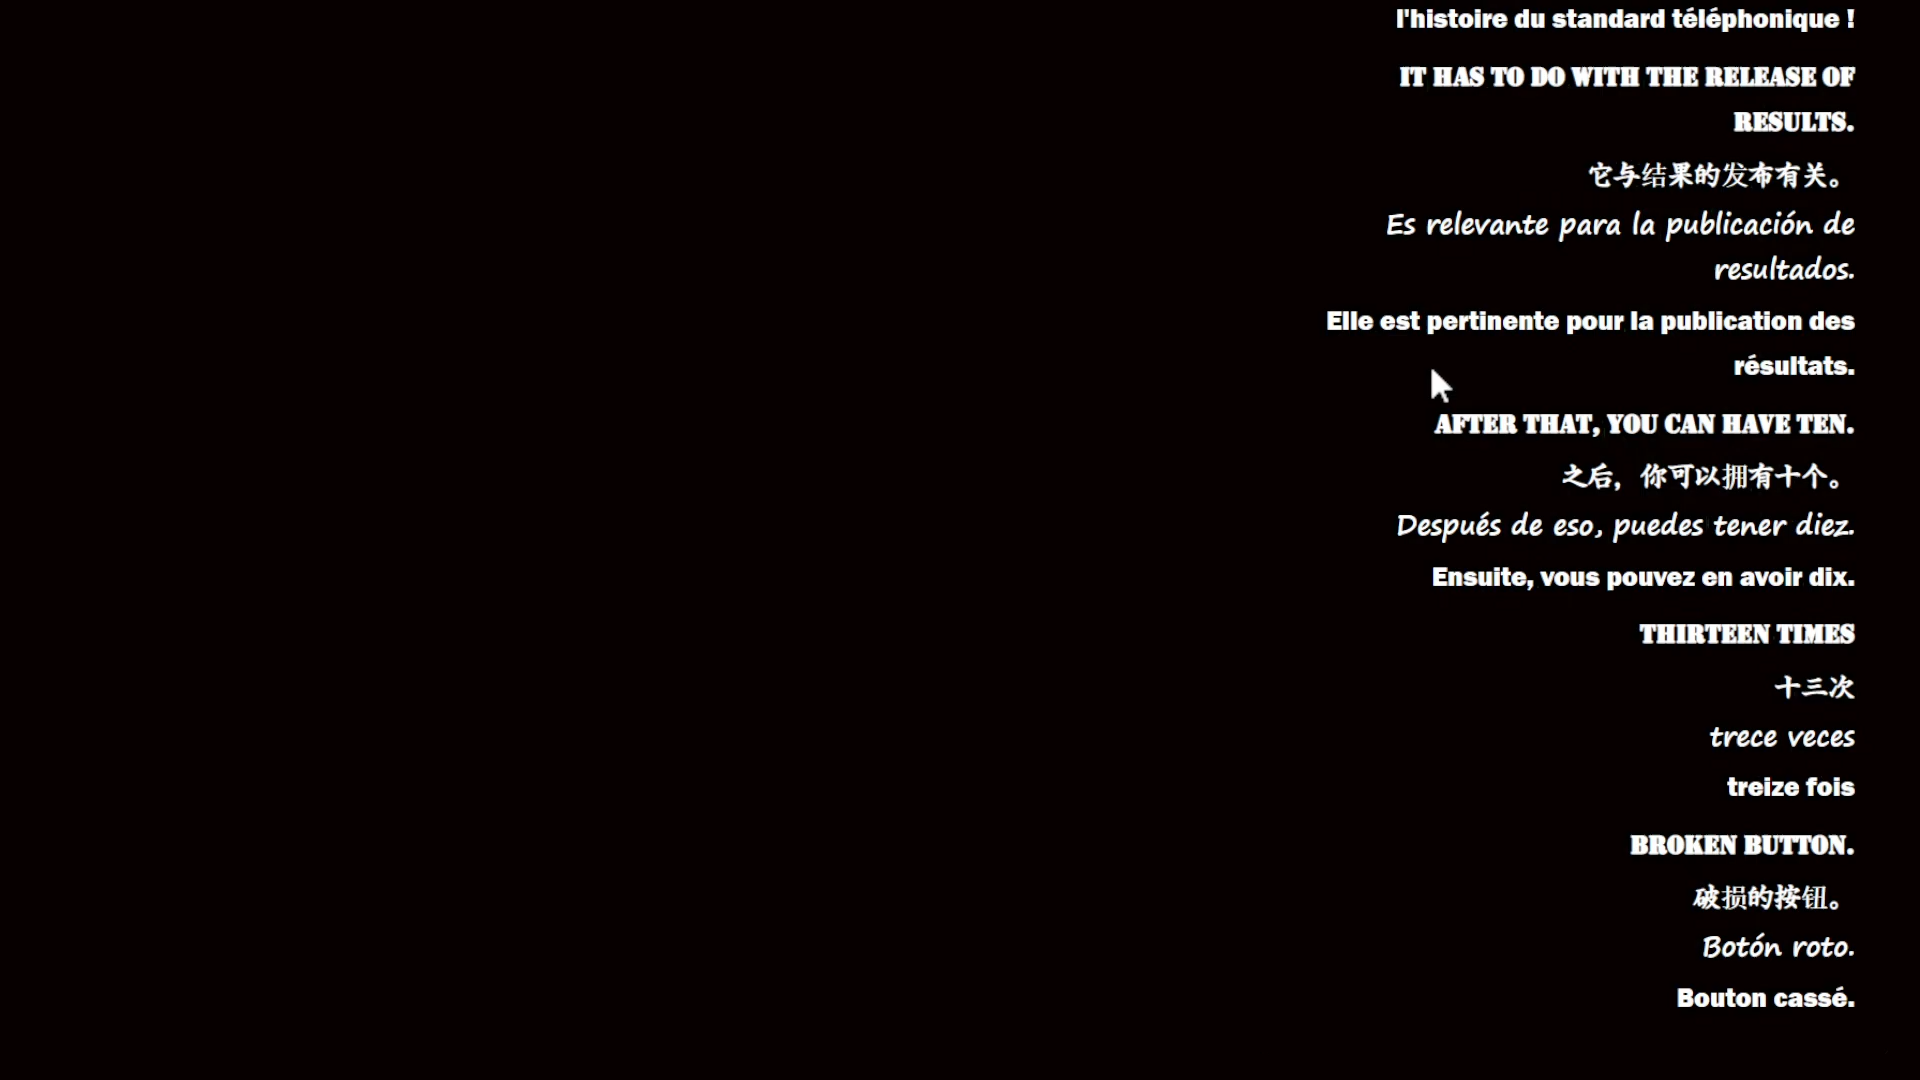 l'histoire du standard téléphonique !
IT HAS TO DO WITH THE RELEASE OF
RESULTS.
它与结果的发布有关。
Es relevante para la publicación de
resultados.
Elle est pertinente pour la publication des
résultats.
AFTER THAT, YOU CAN HAVE TEN.
之后，你可以拥有十个。
Después de eso, puedes tener diez.
Ensuite, vous pouvez en avoir dix.
THIRTEEN TIMES
十三次
trece veces
treize fois
BROKEN BUTTON.
破损的按钮。
Botón roto.
Bouton cassé.